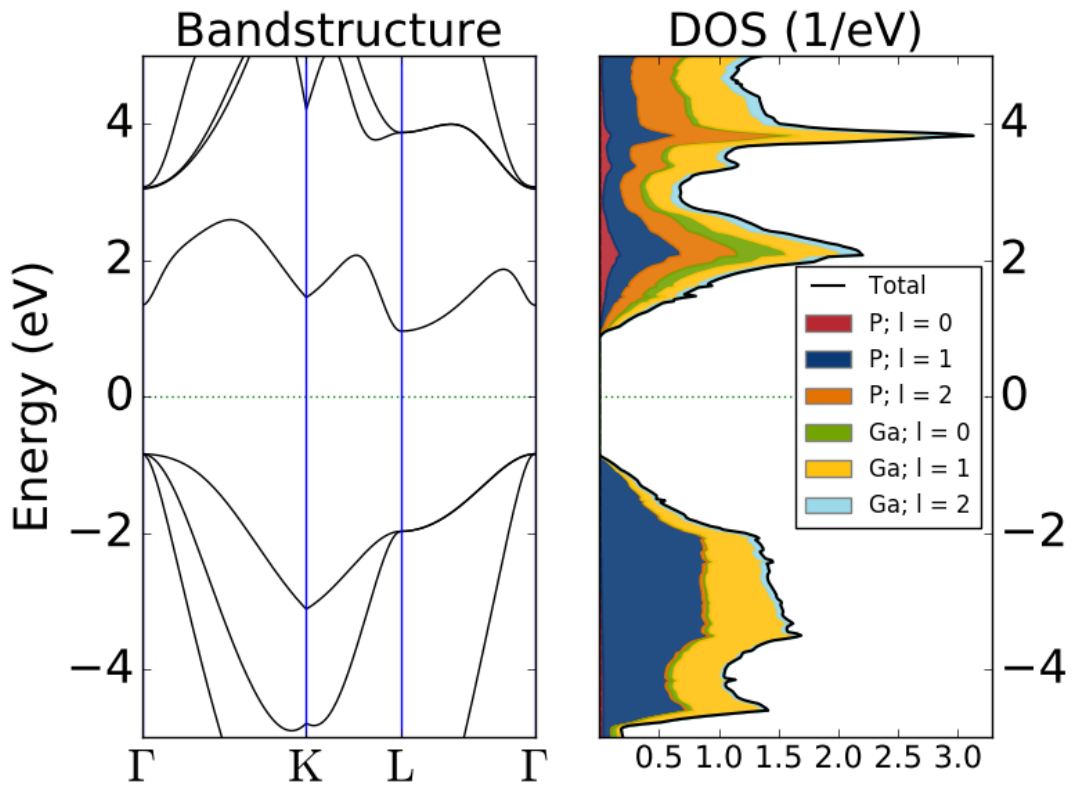 Bandstructure
DOS (1/eV)
Energy (eV)
4
2
0
−2
−4
Γ
K
L
Γ
4
2
0
−2
−4
0.5
1.0
1.5
2.0
2.5
3.0
Total
P; l = 0
P; l = 1
P; l = 2
Ga; l = 0
Ga; l = 1
Ga; l = 2